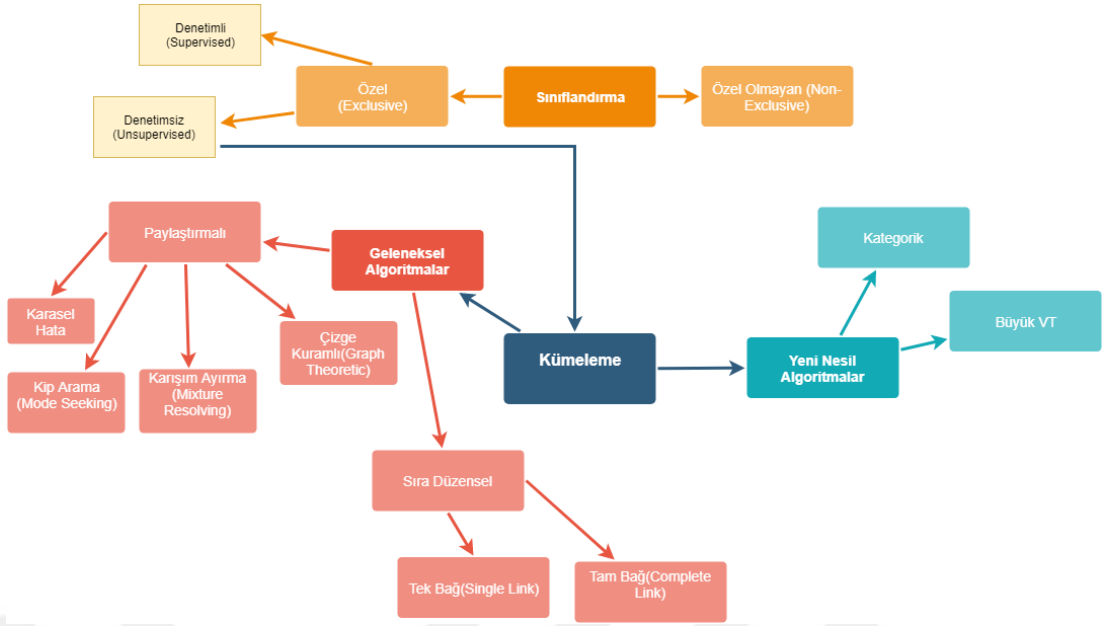 Denetimli
(Supervised)
Özel
(Exclusive)
Sınıflandırma
Özel Olmayan (Non-
Exclusive)
Denetimsiz
(Unsupervised)
Paylaştırmalı
Geleneksel
Algoritmalar
Kategorik
Karasel
Hata
Çizge
Kuramlı(Graph
Theoretic)
Kümeleme
Yeni Nesil
Algoritmalar
Büyük VT
Kip Arama
(Mode Seeking)
Karışım Ayırma
(Mixture
Resolving)
Sıra Düzensel
Tek Bağ(Single Link)
Tam Bağ(Complete
Link)